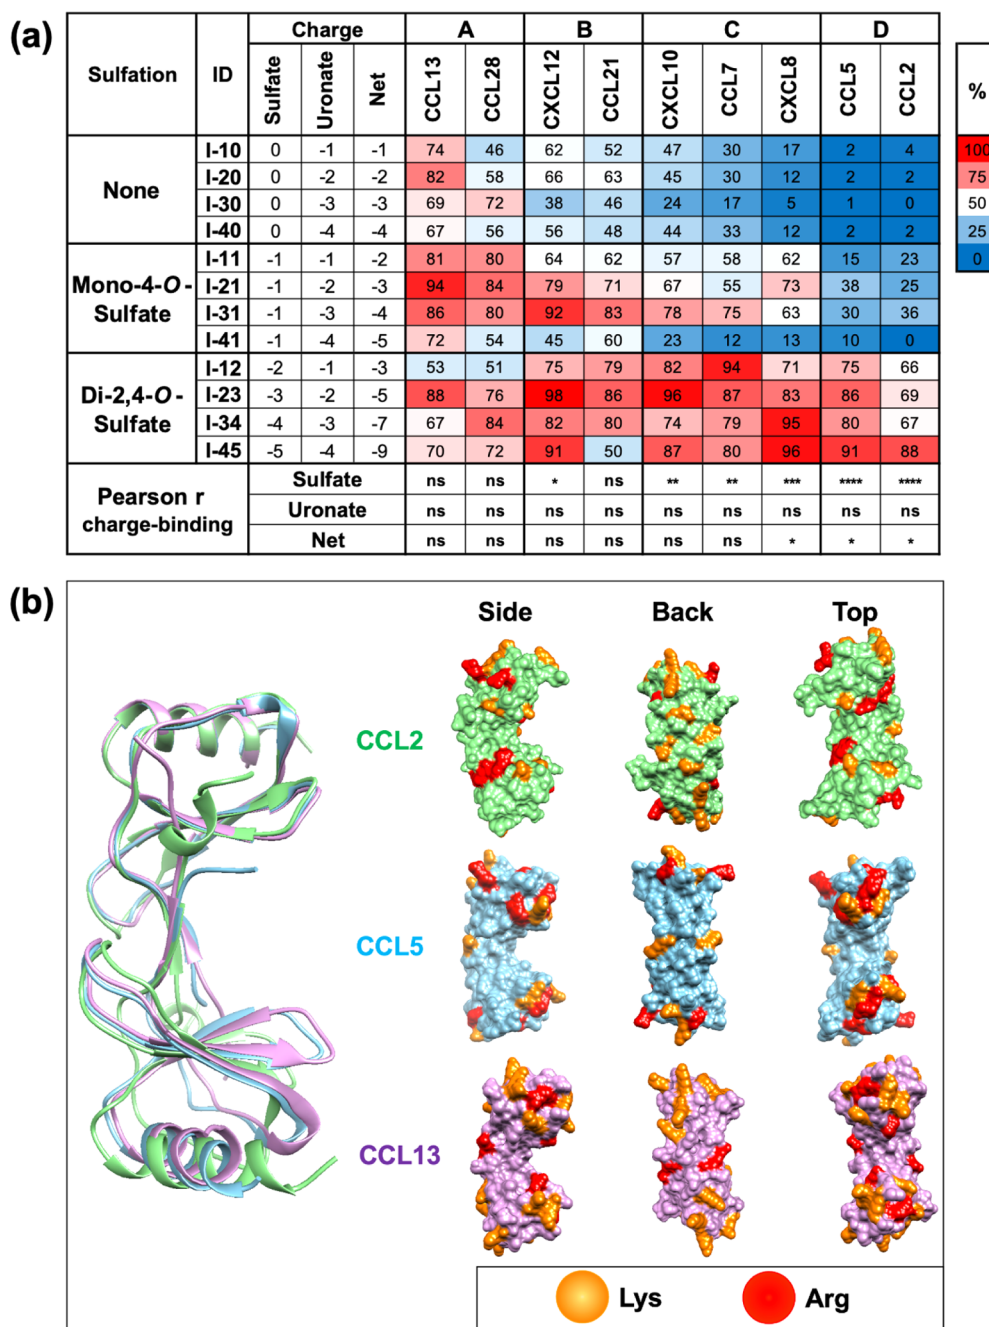 (a)
Sulfation ID Charge A B C D
Sulfate Uronate Net CCL13 CCL28 CXCL12 CCL21 CXCL10 CCL7 CXCL8 CCL5 CCL2 %
None I-10 0 -1 -1 74 46 62 52 47 30 17 2 4 100
I-20 0 -2 -2 82 58 66 63 45 30 12 2 2 75
I-30 0 -3 -3 69 72 38 46 24 17 5 1 0 50
I-40 0 -4 -4 67 56 56 48 44 33 12 2 2 25
Mono-4-O-
Sulfate I-11 -1 -1 -2 81 80 64 62 57 58 62 15 23 0
I-21 -1 -2 -3 94 84 79 71 67 55 73 38 25
I-31 -1 -3 -4 86 80 92 83 78 75 63 30 36
I-41 -1 -4 -5 72 54 45 60 23 12 13 10 0
Di-2,4-O-
Sulfate I-12 -2 -1 -3 53 51 75 79 82 94 71 75 66
I-23 -3 -2 -5 88 76 98 86 96 87 83 86 69
I-34 -4 -3 -7 67 84 82 80 74 79 95 80 67
I-45 -5 -4 -9 70 72 91 50 87 80 96 91 88
Pearson r
charge-binding Sulfate ns ns * ns ** ** *** **** ****
Uronate ns ns ns ns ns ns ns ns ns
Net ns ns ns ns ns ns * * *
(b)
Side Back Top
CCL2
CCL5
CCL13
Lys Arg